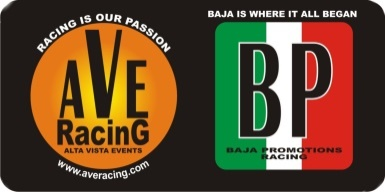 RACING IS OUR PASSION
AVE
RacinG
ALTA VISTA EVENTS
www.averacing.com
BAJA IS WHERE IT ALL BEGAN
BP
BAJA PROMOTIONS
RACING